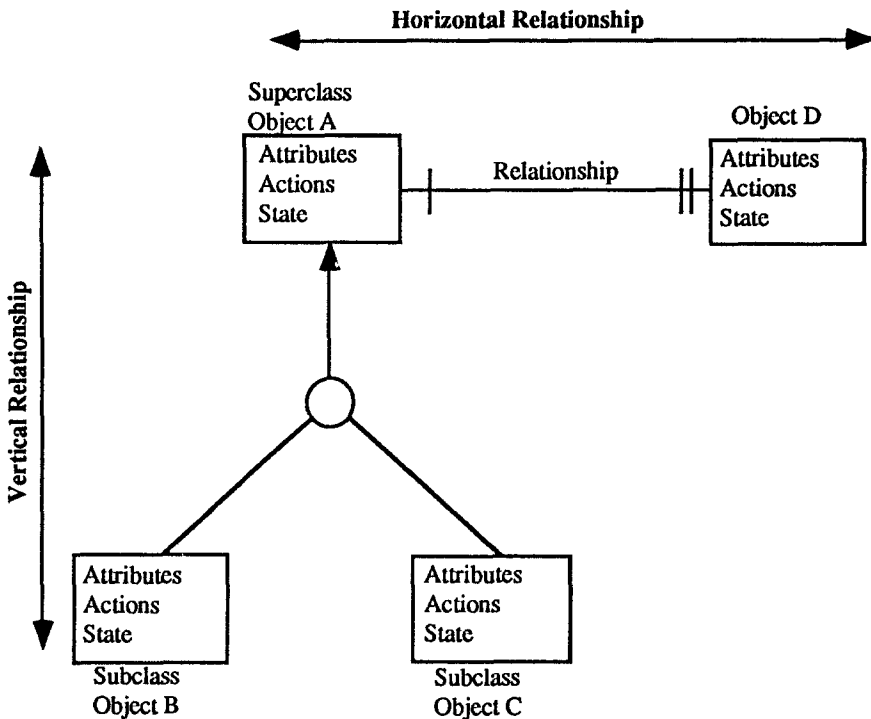 Horizontal Relationship
Superclass
Object A
Attributes
Actions
State
Relationship
Object D
Attributes
Actions
State
Vertical Relationship
Attributes
Actions
State
Subclass
Object B
Attributes
Actions
State
Subclass
Object C